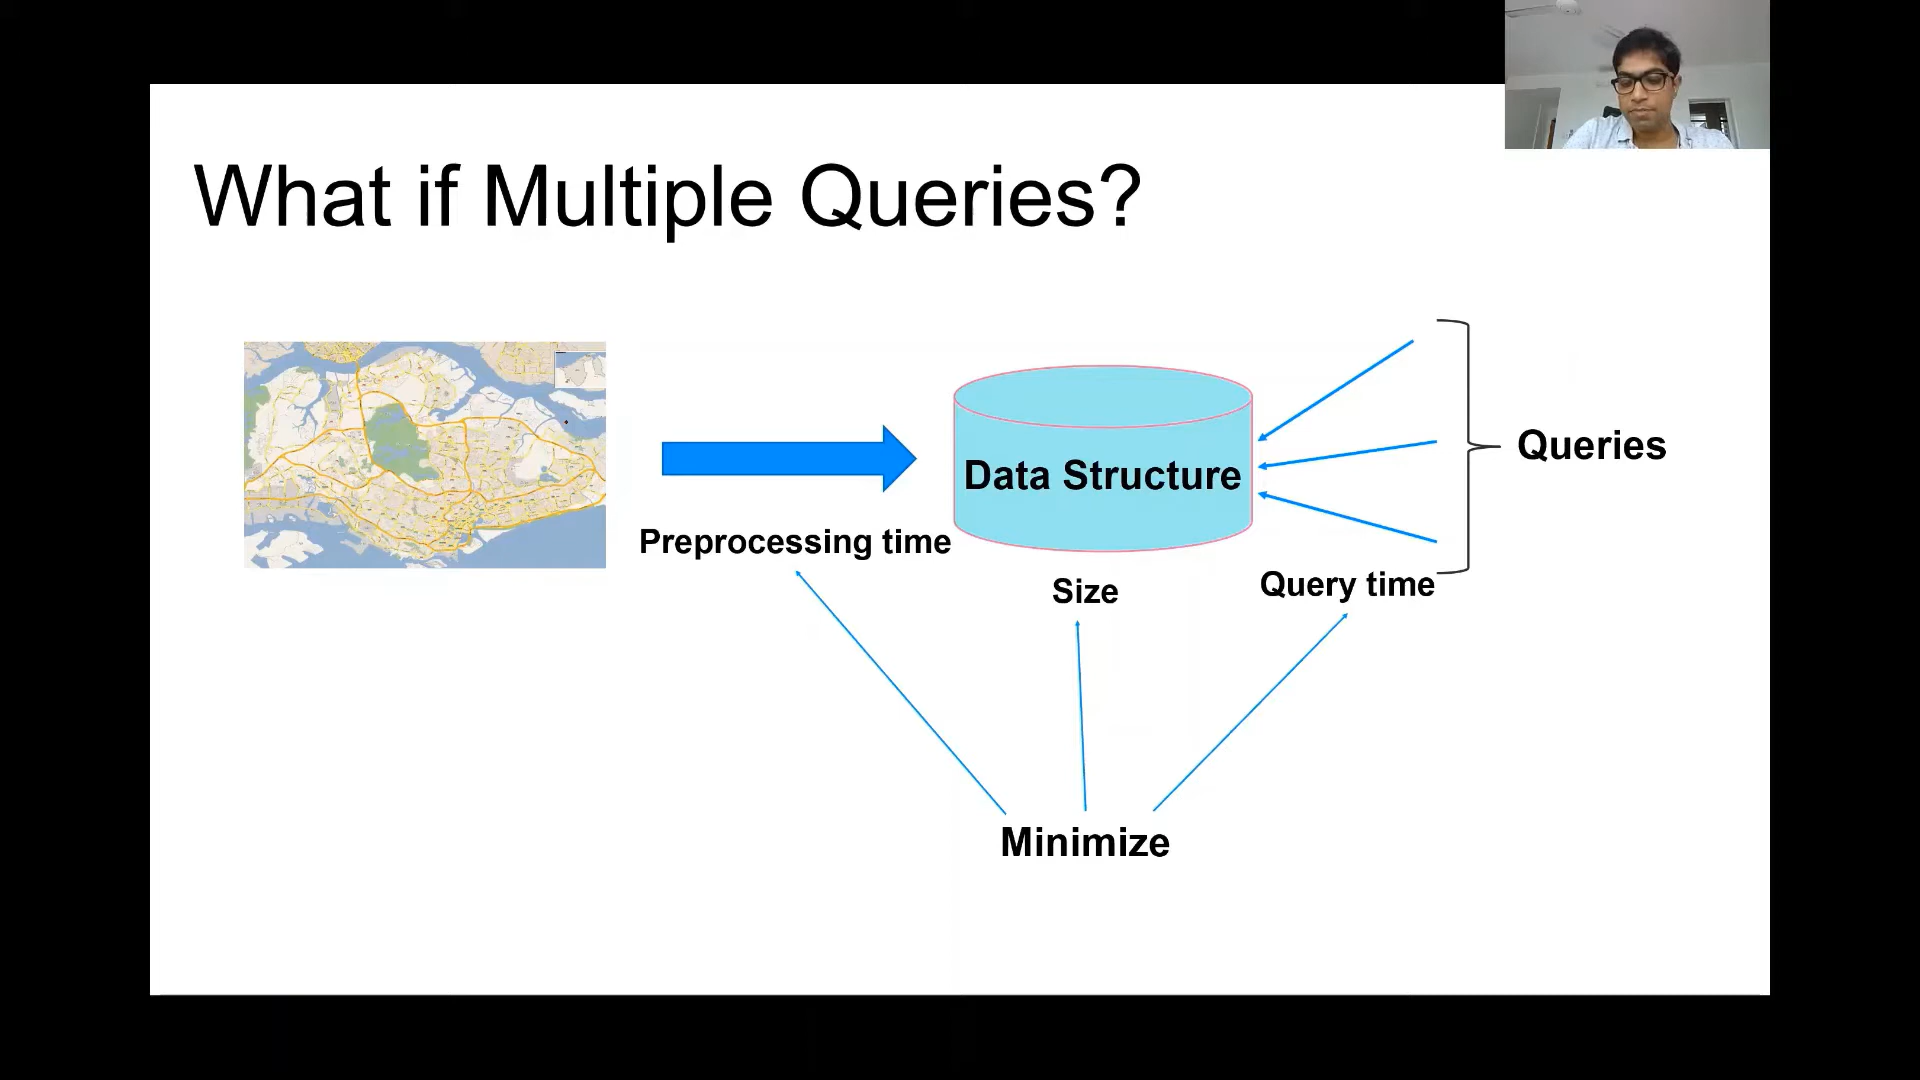 What if Multiple Queries?
Data Structure
Queries
Preprocessing time
Size
Query time
Minimize